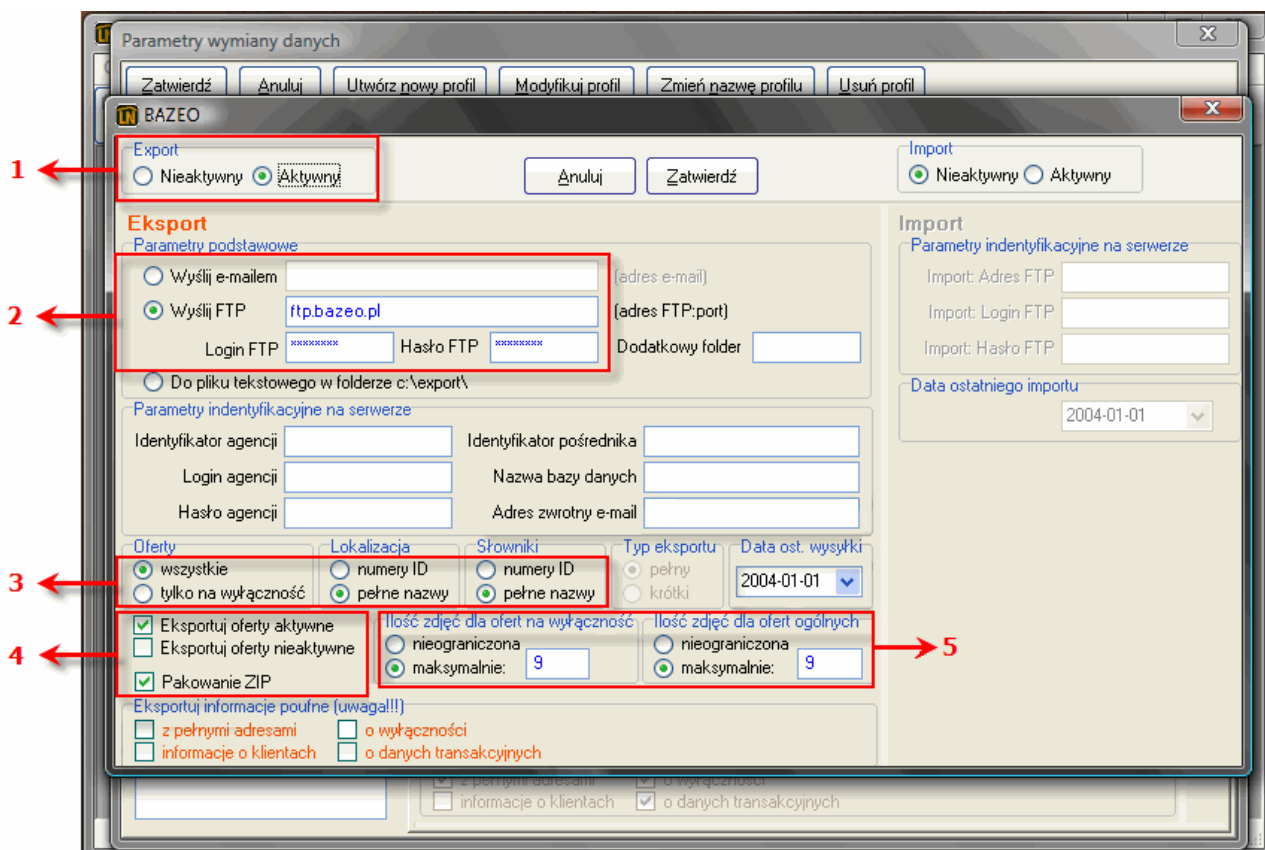 Parametry wymiany danych
Zatwierdź Anuluj Utwórz nowy profil Modyfikuj profil Zmień nazwę profilu Usuń profil
BAZEO
Export
Import
1
Nieaktywny Aktywny
Anuluj Zatwierdź
Nieaktywny Aktywny
Eksport
Import
Parametry podstawowe
Parametry indentyfikacyjne na serwerze
Wyślij e-mailem (adres e-mail)
Import: Adres FTP
2
Wyślij FTP ftp.bazeo.pl (adres FTP:port)
Import: Login FTP
Login FTP ******** Hasło FTP ******** Dodatkowy folder
Import: Hasło FTP
Do pliku tekstowego w folderze c:\export\
Data ostatniego importu
2004-01-01
Parametry indentyfikacyjne na serwerze
Identyfikator agencji Identyfikator pośrednika
Login agencji Nazwa bazy danych
Hasło agencji Adres zwrotny e-mail
Oferty Lokalizacja Słowniki Typ eksportu Data ost. wysyłki
3
wszystkie numery ID numery ID pełny 2004-01-01
tylko na wyłączność pełne nazwy pełne nazwy krótki
4
Eksportuj oferty aktywne Ilość zdjęć dla ofert na wyłączność Ilość zdjęć dla ofert ogólnych
Eksportuj oferty nieaktywne nieograniczona nieograniczona 5
maksymalnie: 9 maksymalnie: 9
Pakowanie ZIP
Eksportuj informacje poufne (uwaga!!!)
z pełnymi adresami o wyłączności
informacje o klientach o danych transakcyjnych
z pełnymi adresami o wyłączności
informacje o klientach o danych transakcyjnych